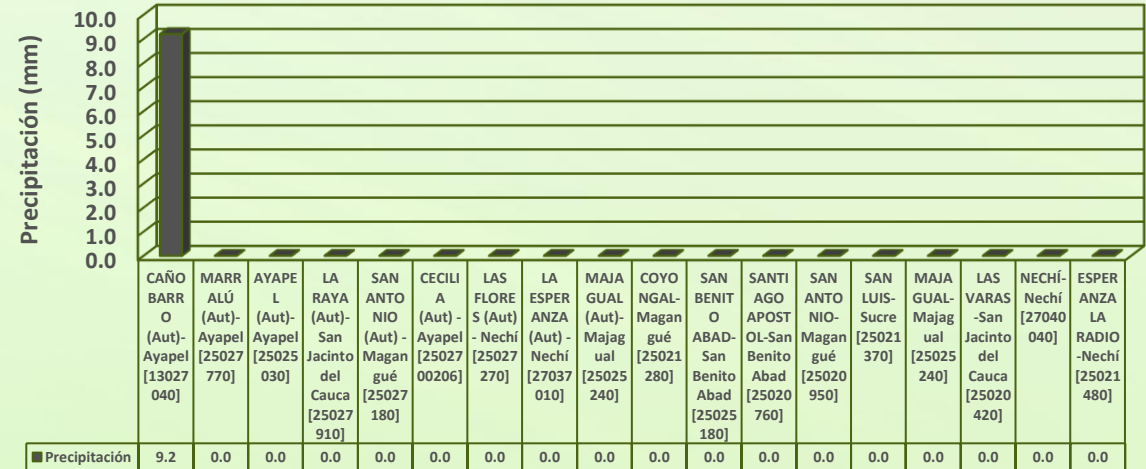 Precipitación (mm)
10.0
9.0
8.0
7.0
6.0
5.0
4.0
3.0
2.0
1.0
0.0
CAÑO
BARR
O
(Aut)-
Ayapel
[13027
040]
MARR
ALÚ
(Aut)-
Ayapel
[25027
770]
AYAPE
L
(Aut)-
Ayapel
[25025
030]
LA
RAYA
(Aut)-
San
Jacinto
del
Cauca
[25027
910]
SAN
ANTO
NIO
(Aut) -
Magan
gué
[25027
180]
CECILI
A
(Aut) -
Ayapel
[25027
00206]
LAS
FLORE
S (Aut)
- Nechí
[25027
270]
LA
ESPER
ANZA
(Aut) -
Nechí
[27037
010]
MAJA
GUAL
(Aut)-
Majag
ual
[25025
240]
COYO
NGAL-
Magan
gué
[25021
280]
SAN
BENIT
O
ABAD-
San
Benito
Abad
[25025
180]
SANTI
AGO
APOST
OL-San
Benito
Abad
[25020
760]
SAN
ANTO
NIO-
Magan
gué
[25020
950]
SAN
LUIS-
Sucre
[25021
370]
MAJA
GUAL-
Majag
ual
[25025
240]
LAS
VARAS
-San
Jacinto
del
Cauca
[25020
420]
NECHÍ-
Nechí
[27040
040]
ESPER
ANZA
LA
RADIO
-Nechí
[25021
480]
Precipitación 9.2 0.0 0.0 0.0 0.0 0.0 0.0 0.0 0.0 0.0 0.0 0.0 0.0 0.0 0.0 0.0 0.0 0.0